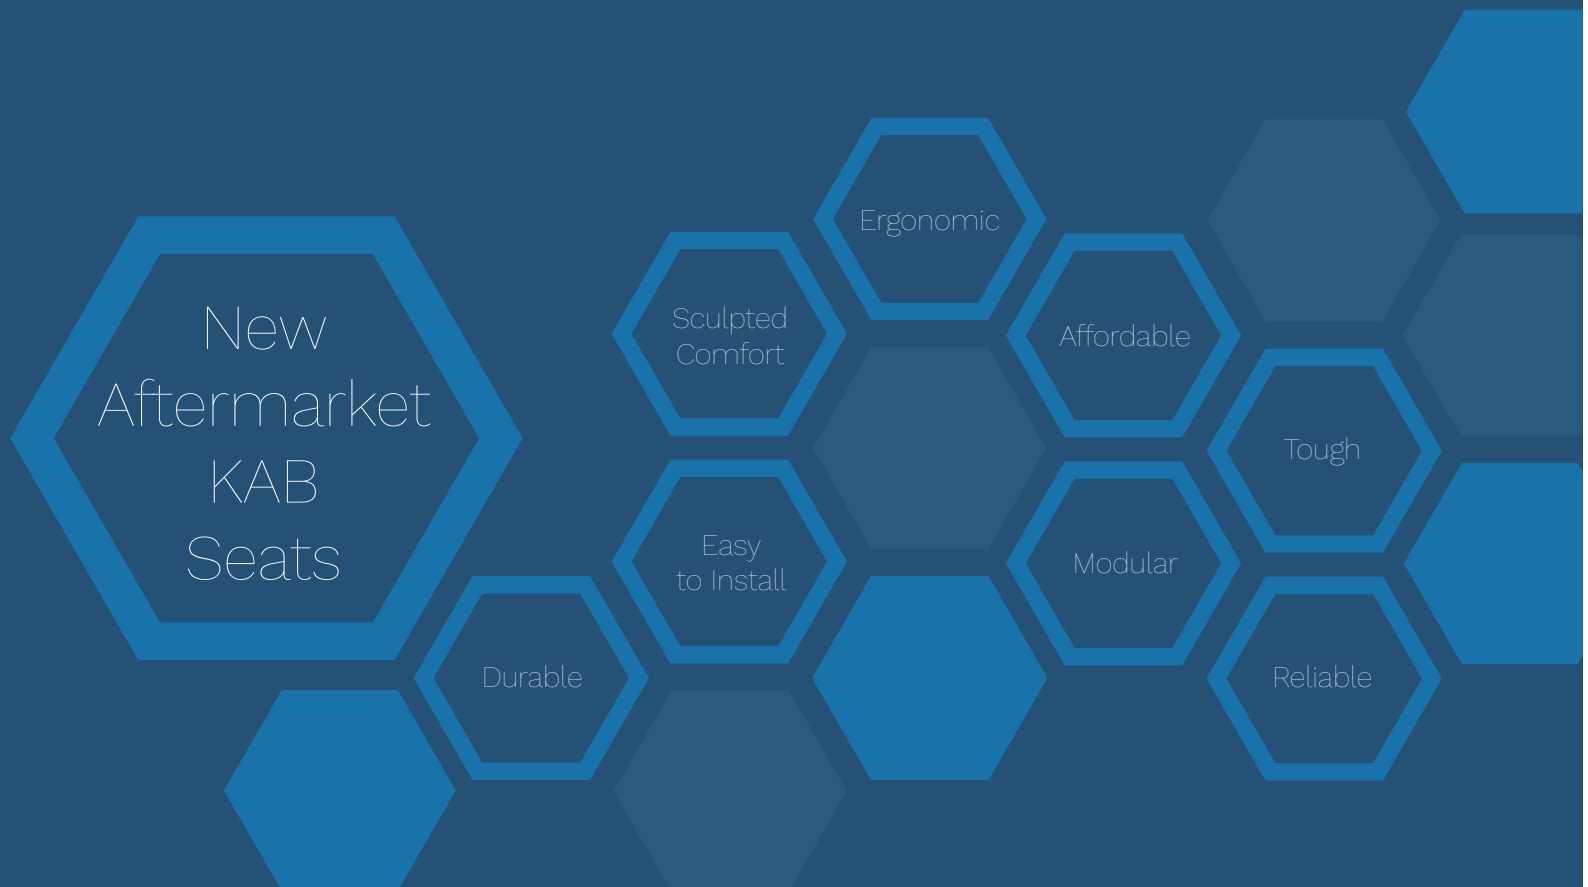 New
Aftermarket
KAB
Seats
Ergonomic
Sculpted
Comfort
Affordable
Tough
Easy
to Install
Modular
Durable
Reliable